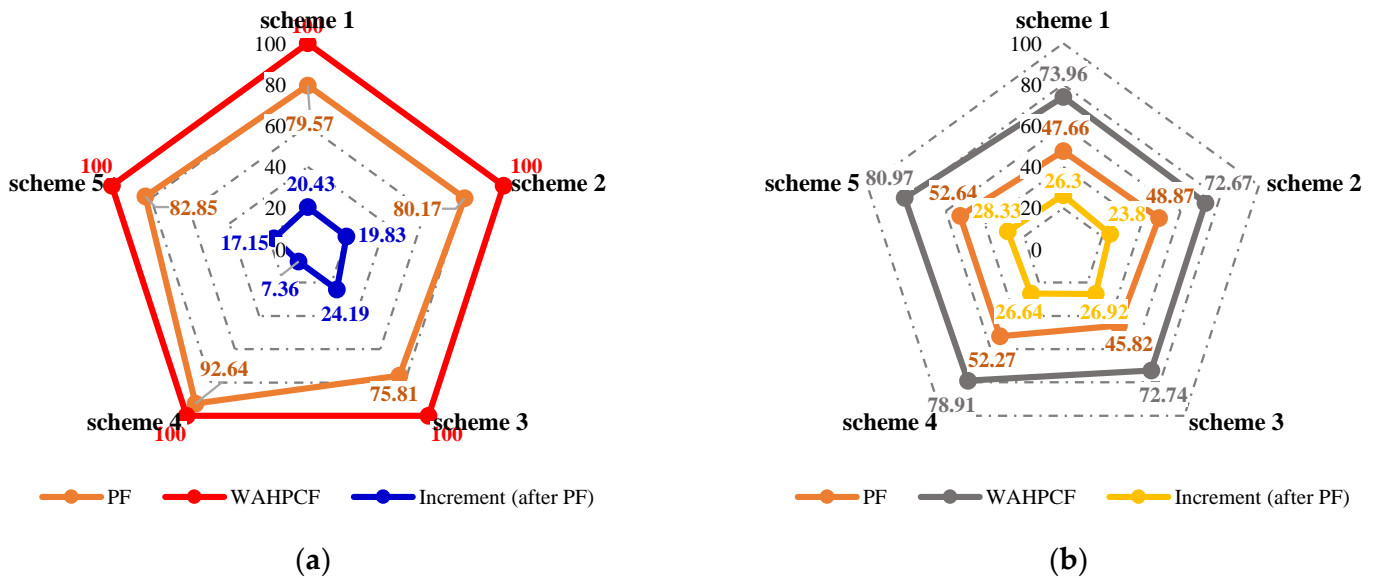 scheme 1
100
100
80
79.57
60
40
20.43
20
0
scheme 2
100
80.17
19.83
scheme 3
100
75.81
24.19
scheme 4
100
92.64
7.36
scheme 5
100
82.85
17.15
PF
WAHPCF
Increment (after PF)
(a)
scheme 1
100
73.96
80
60
47.66
40
26.3
20
0
scheme 2
72.67
48.87
23.8
scheme 3
72.74
45.82
26.92
scheme 4
78.91
52.27
26.64
scheme 5
80.97
52.64
28.33
PF
WAHPCF
Increment (after PF)
(b)